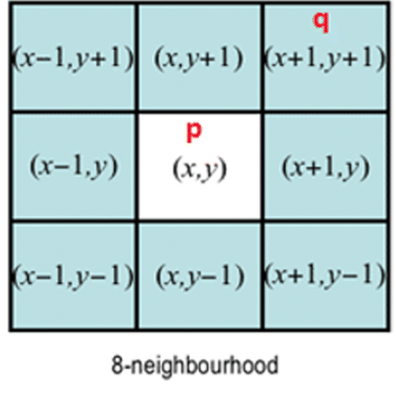 q
(x−1,y+1) (x,y+1) (x+1,y+1)
p
(x−1,y) (x,y) (x+1,y)
(x−1,y−1) (x,y−1) (x+1,y−1)
8-neighbourhood